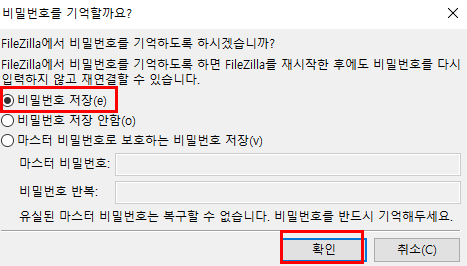 비밀번호를 기억할까요?
FileZilla에서 비밀번호를 기억하도록 하시겠습니까?
FileZilla에서 비밀번호를 기억하도록 하면 FileZilla를 재시작한 후에도 비밀번호를 다시
입력하지 않고 재연결할 수 있습니다.
비밀번호 저장(e)
비밀번호 저장 안함(o)
마스터 비밀번호로 보호하는 비밀번호 저장(v)
마스터 비밀번호:
비밀번호 반복:
유실된 마스터 비밀번호는 복구할 수 없습니다. 비밀번호를 반드시 기억해두세요.
확인
취소(C)